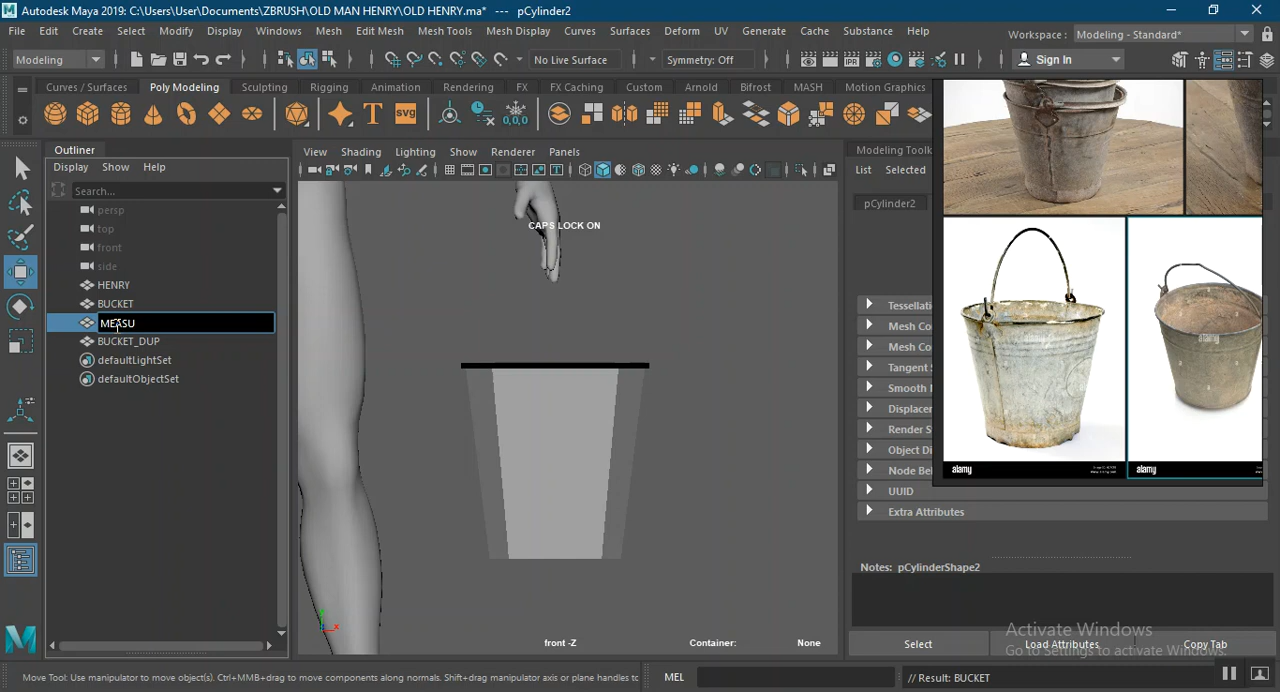 Autodesk Maya 2019: C:\Users\User\Documents\ZBRUSH\OLD MAN HENRY\OLD HENRY.ma* --- pCylinder2
File Edit Create Select Modify Display Windows Mesh Edit Mesh Mesh Tools Mesh Display Curves Surfaces Deform UV Generate Cache Substance Help Workspace : Modeling - Standard*
Modeling No Live Surface Symmetry: Off Sign In
Curves / Surfaces Poly Modeling Sculpting Rigging Animation Rendering FX FX Caching Custom Arnold Bifrost MASH Motion Graphics
T SVG 0,0,0
Outliner
Display Show Help
Search...
persp
top
front
side
HENRY
BUCKET
MEASU
BUCKET_DUP
defaultLightSet
defaultObjectSet
View Shading Lighting Show Renderer Panels
CAPS LOCK ON
front -Z Container: None
Modeling Toolk
List Selected
pCylinder2
Tessellati
Mesh Co
Mesh Co
Tangent S
Smooth
Displacer
Render St
Object Di
Node Beh
UUID
Extra Attributes
alamy alamy
Notes: pCylinderShape2
Select Load Attributes Copy Tab
Activate Windows
Go to Settings to activate Windows.
Move Tool: Use manipulator to move object(s). Ctrl+MMB+drag to move components along normals. Shift+drag manipulator axis or plane handles to
MEL // Result: BUCKET